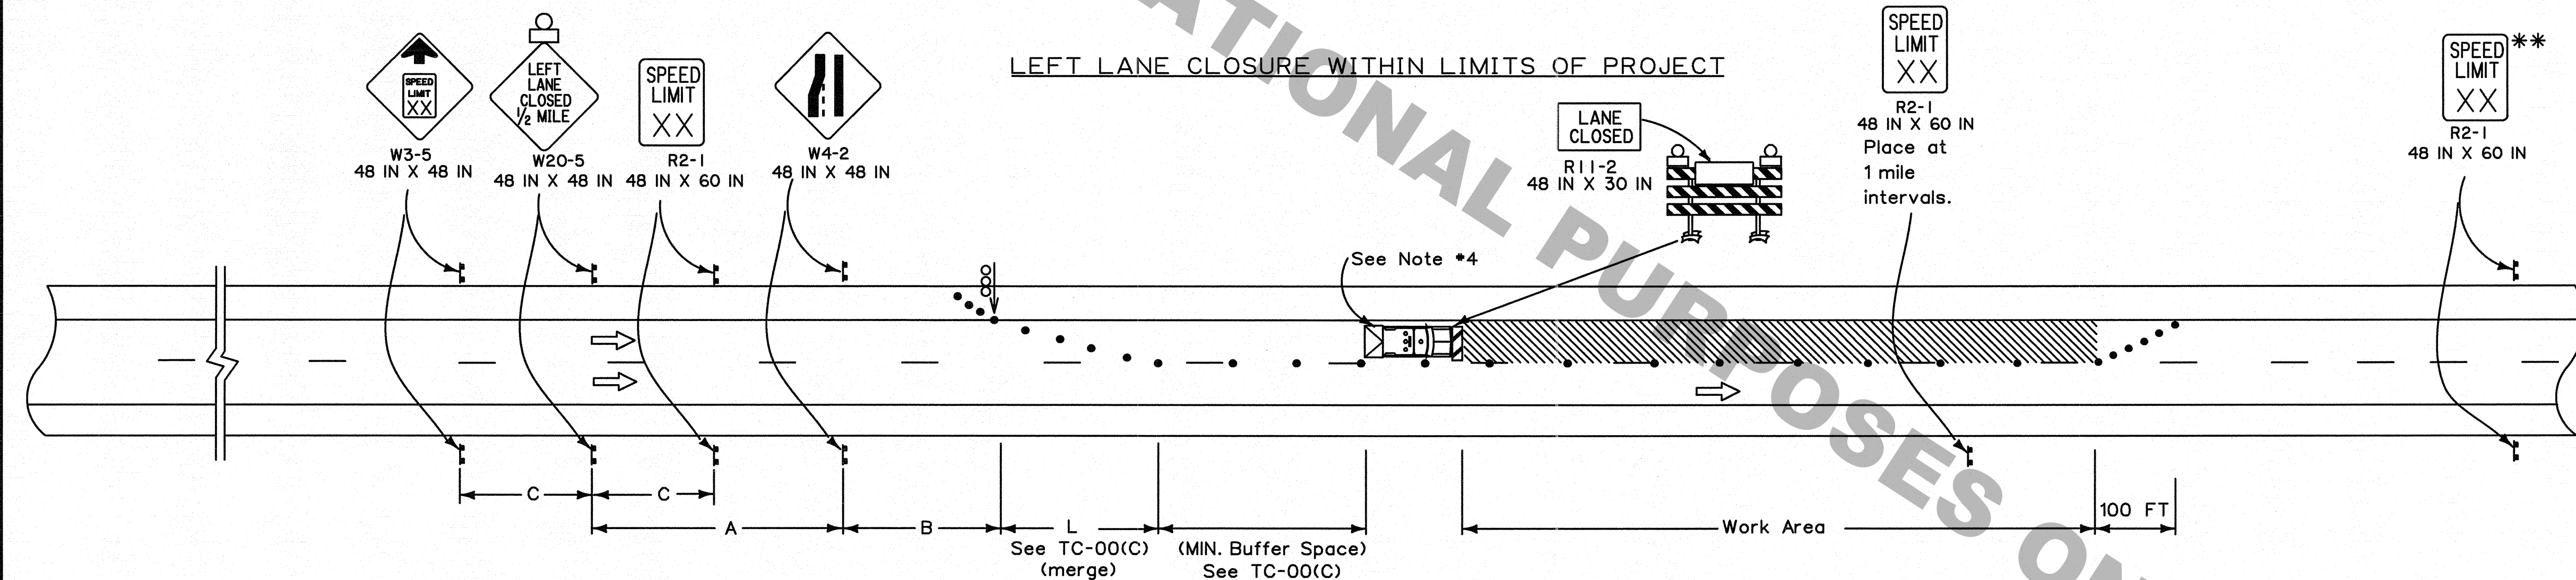 LEFT LANE CLOSURE WITHIN LIMITS OF PROJECT
SPEED
LIMIT
XX
W3-5
48 IN X 48 IN
LEFT
LANE
CLOSED
1/2 MILE
W20-5
48 IN X 48 IN
SPEED
LIMIT
XX
R2-1
48 IN X 60 IN
W4-2
48 IN X 48 IN
LANE
CLOSED
R11-2
48 IN X 30 IN
SPEED
LIMIT
XX
R2-1
48 IN X 60 IN
Place at
1 mile
intervals.
SPEED
LIMIT
XX
**
R2-1
48 IN X 60 IN
See Note #4
C
C
A
B
L
See TC-00(C)
(merge)
(MIN. Buffer Space)
See TC-00(C)
Work Area
100 FT
PURPOSES